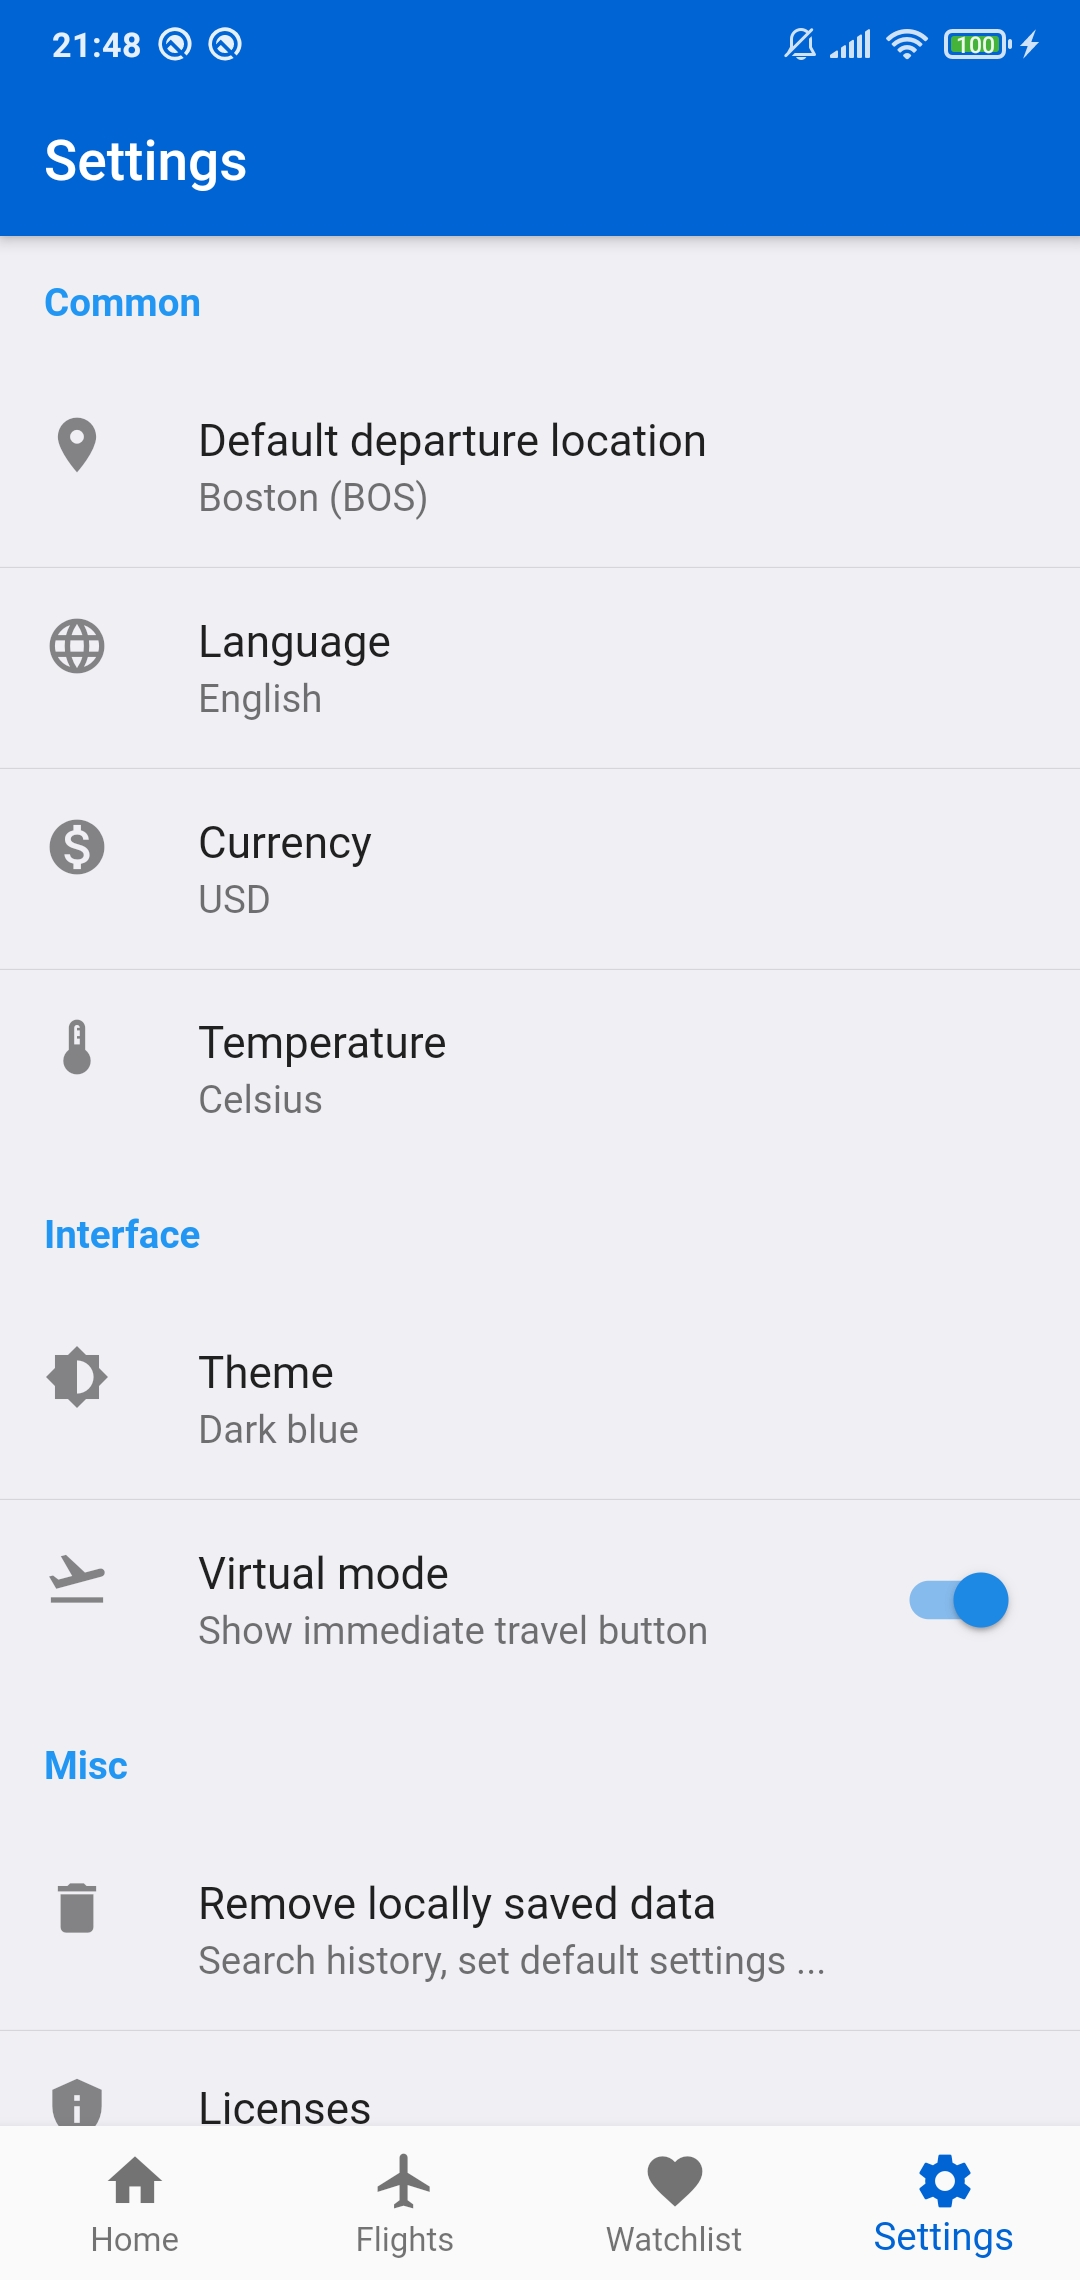 21:48
100
Settings
Common
Default departure location
Boston (BOS)
Language
English
Currency
USD
Temperature
Celsius
Interface
Theme
Dark blue
Virtual mode
Show immediate travel button
Misc
Remove locally saved data
Search history, set default settings ...
Licenses
Home
Flights
Watchlist
Settings